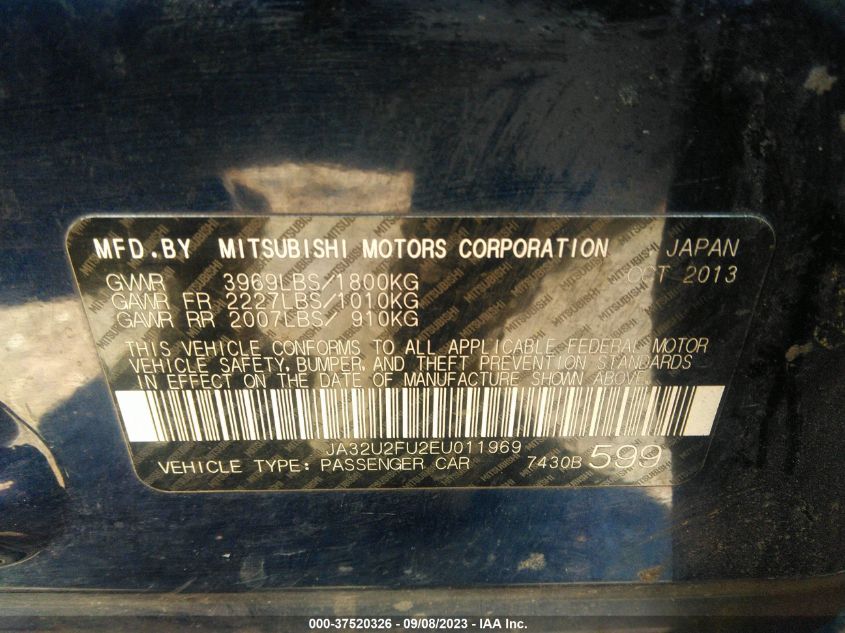 MFD.BY MITSUBISHI MOTORS CORPORATION JAPAN
GVWR 3969LBS/1800KG OCT 2013
GAWR FR 2227LBS/1010KG
GAWR RR 2007LBS/ 910KG
THIS VEHICLE CONFORMS TO ALL APPLICABLE FEDERAL MOTOR
VEHICLE SAFETY, BUMPER, AND THEFT PREVENTION STANDARDS
IN EFFECT ON THE DATE OF MANUFACTURE SHOWN ABOVE.
JA32U2FU2EU011969
VEHICLE TYPE: PASSENGER CAR 7430B 599
000-37520326 - 09/08/2023 - IAA Inc.